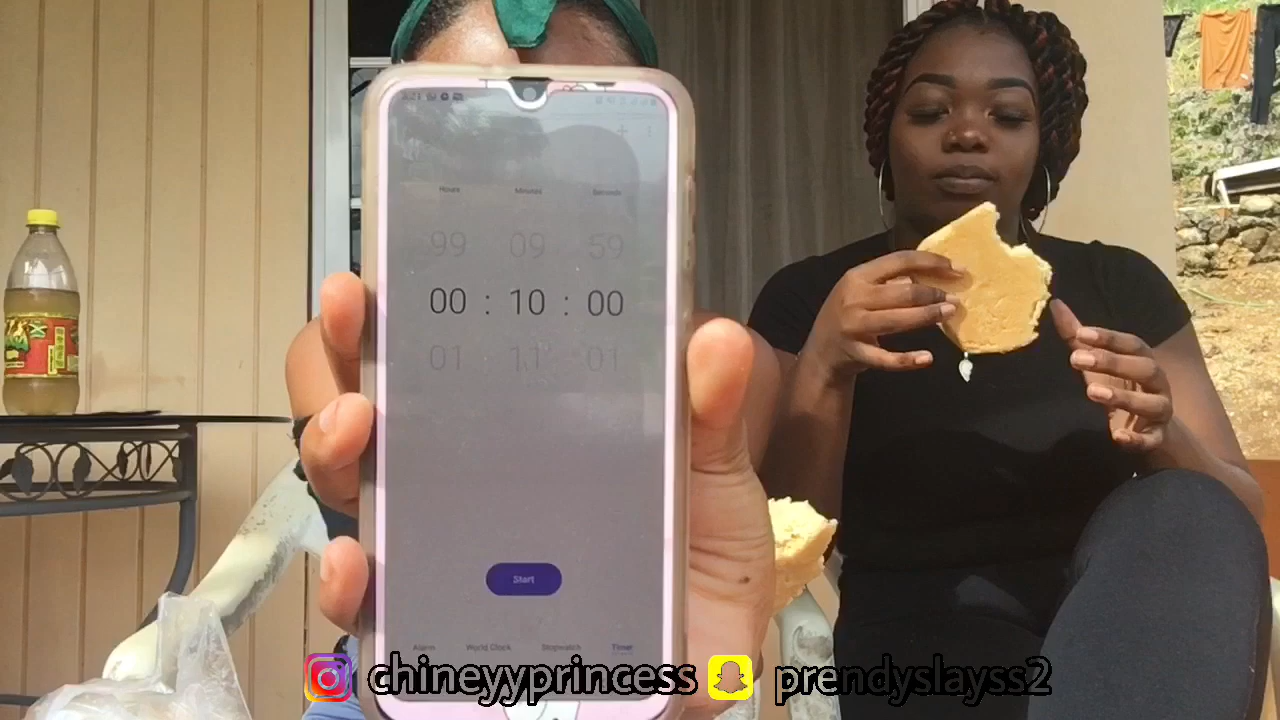 Hours Minutes Seconds
99 09 59
00 : 10 : 00
01 11 01
Start
Alarm World Clock Stopwatch Timer
chineyyprincess prendyslayss2